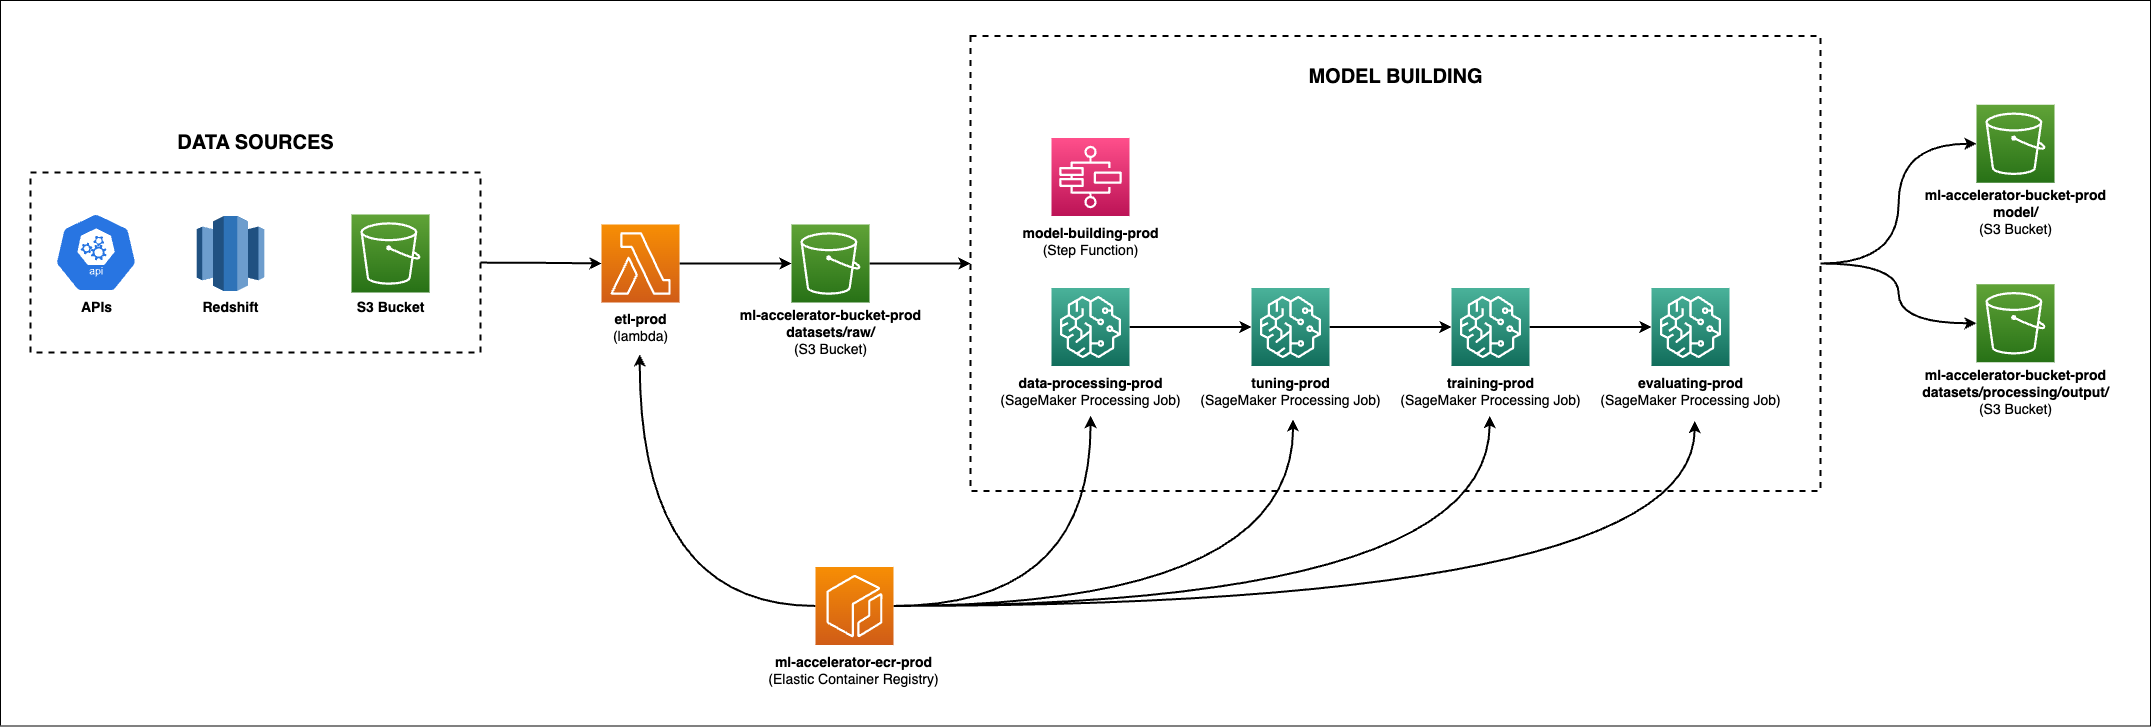 DATA SOURCES
api
APIs
Redshift
S3 Bucket
etl-prod
(lambda)
ml-accelerator-bucket-prod
datasets/raw/
(S3 Bucket)
MODEL BUILDING
model-building-prod
(Step Function)
data-processing-prod
(SageMaker Processing Job)
tuning-prod
(SageMaker Processing Job)
training-prod
(SageMaker Processing Job)
evaluating-prod
(SageMaker Processing Job)
ml-accelerator-bucket-prod
model/
(S3 Bucket)
ml-accelerator-bucket-prod
datasets/processing/output/
(S3 Bucket)
ml-accelerator-ecr-prod
(Elastic Container Registry)